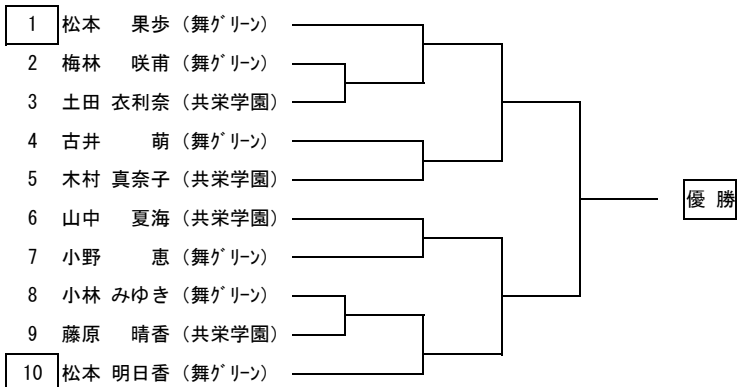 1 松本 果歩 (舞ｸﾞﾘｰﾝ)
2 梅林 咲甫 (舞ｸﾞﾘｰﾝ)
3 土田 衣利奈 (共栄学園)
4 古井 萌 (舞ｸﾞﾘｰﾝ)
5 木村 真奈子 (共栄学園)
6 山中 夏海 (共栄学園)
7 小野 恵 (舞ｸﾞﾘｰﾝ)
8 小林 みゆき (舞ｸﾞﾘｰﾝ)
9 藤原 晴香 (共栄学園)
10 松本 明日香 (舞ｸﾞﾘｰﾝ)
優 勝